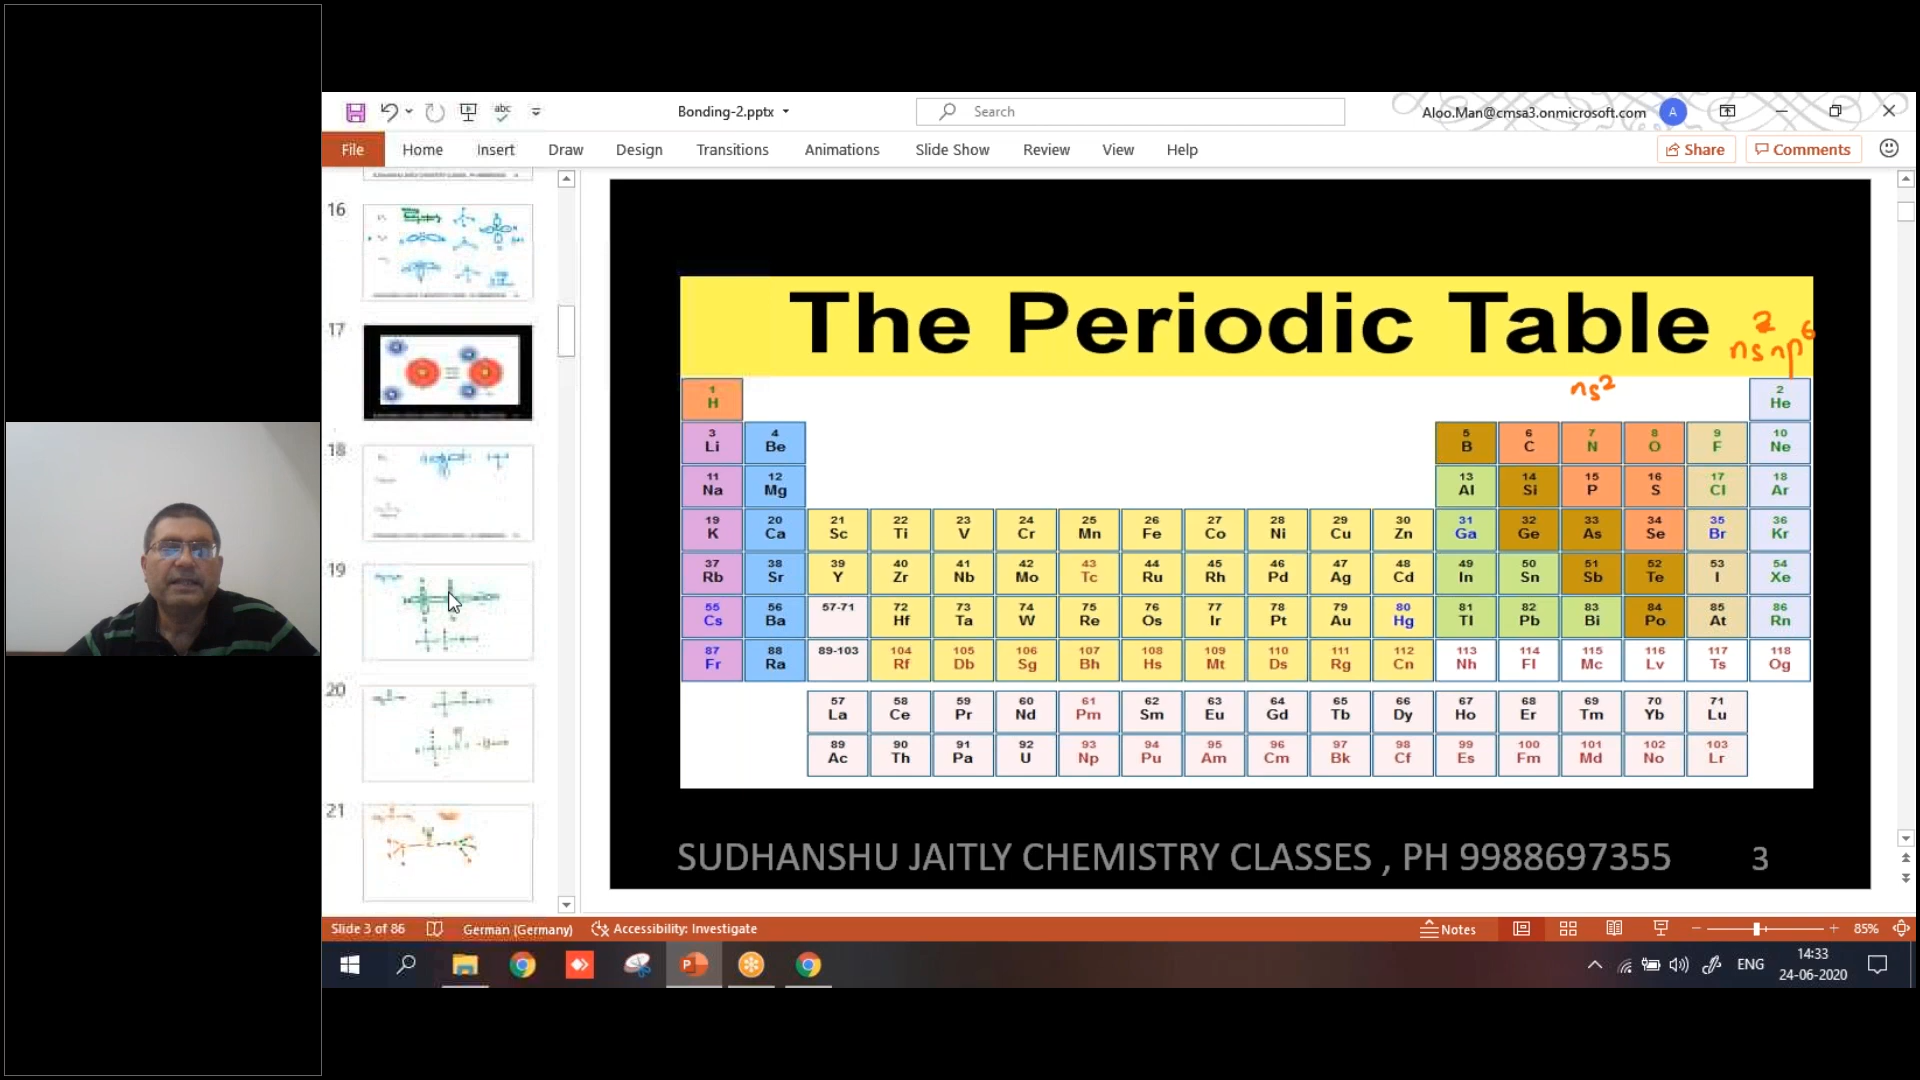 abc
Bonding-2.pptx
Search
Aloo.Man@cmsa3.onmicrosoft.com
A
File Home Insert Draw Design Transitions Animations Slide Show Review View Help
Share Comments
16
17
18
19
20
21
The Periodic Table
ns2 np6
ns2
1 2
H He
3 4 5 6 7 8 9 10
Li Be B C N O F Ne
11 12 13 14 15 16 17 18
Na Mg Al Si P S Cl Ar
19 20 21 22 23 24 25 26 27 28 29 30 31 32 33 34 35 36
K Ca Sc Ti V Cr Mn Fe Co Ni Cu Zn Ga Ge As Se Br Kr
37 38 39 40 41 42 43 44 45 46 47 48 49 50 51 52 53 54
Rb Sr Y Zr Nb Mo Tc Ru Rh Pd Ag Cd In Sn Sb Te I Xe
55 56 57-71 72 73 74 75 76 77 78 79 80 81 82 83 84 85 86
Cs Ba Hf Ta W Re Os Ir Pt Au Hg Tl Pb Bi Po At Rn
87 88 89-103 104 105 106 107 108 109 110 111 112 113 114 115 116 117 118
Fr Ra Rf Db Sg Bh Hs Mt Ds Rg Cn Nh Fl Mc Lv Ts Og
57 58 59 60 61 62 63 64 65 66 67 68 69 70 71
La Ce Pr Nd Pm Sm Eu Gd Tb Dy Ho Er Tm Yb Lu
89 90 91 92 93 94 95 96 97 98 99 100 101 102 103
Ac Th Pa U Np Pu Am Cm Bk Cf Es Fm Md No Lr
SUDHANSHU JAITLY CHEMISTRY CLASSES , PH 9988697355 3
Slide 3 of 86 German (Germany) Accessibility: Investigate Notes 85%
ENG
14:33
24-06-2020